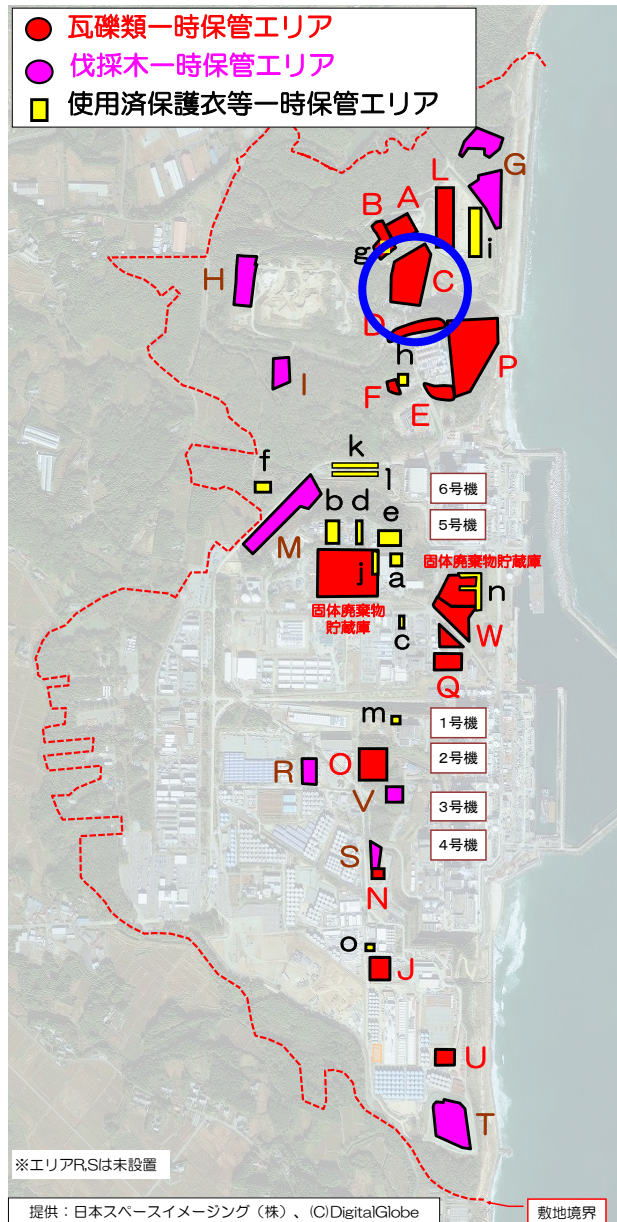 瓦礫類一時保管エリア
伐採木一時保管エリア
使用済保護衣等一時保管エリア
G
L
A
B
g
i
H
C
D
P
h
I
F
E
k
f
l
6号機
b
d
e
5号機
M
j
a
固体廃棄物貯蔵庫
n
固体廃棄物
貯蔵庫
c
W
Q
m
1号機
R
O
2号機
V
3号機
S
4号機
N
o
J
U
T
※エリアR,Sは未設置
提供:日本スペースイメージング(株)、(C)DigitalGlobe
敷地境界